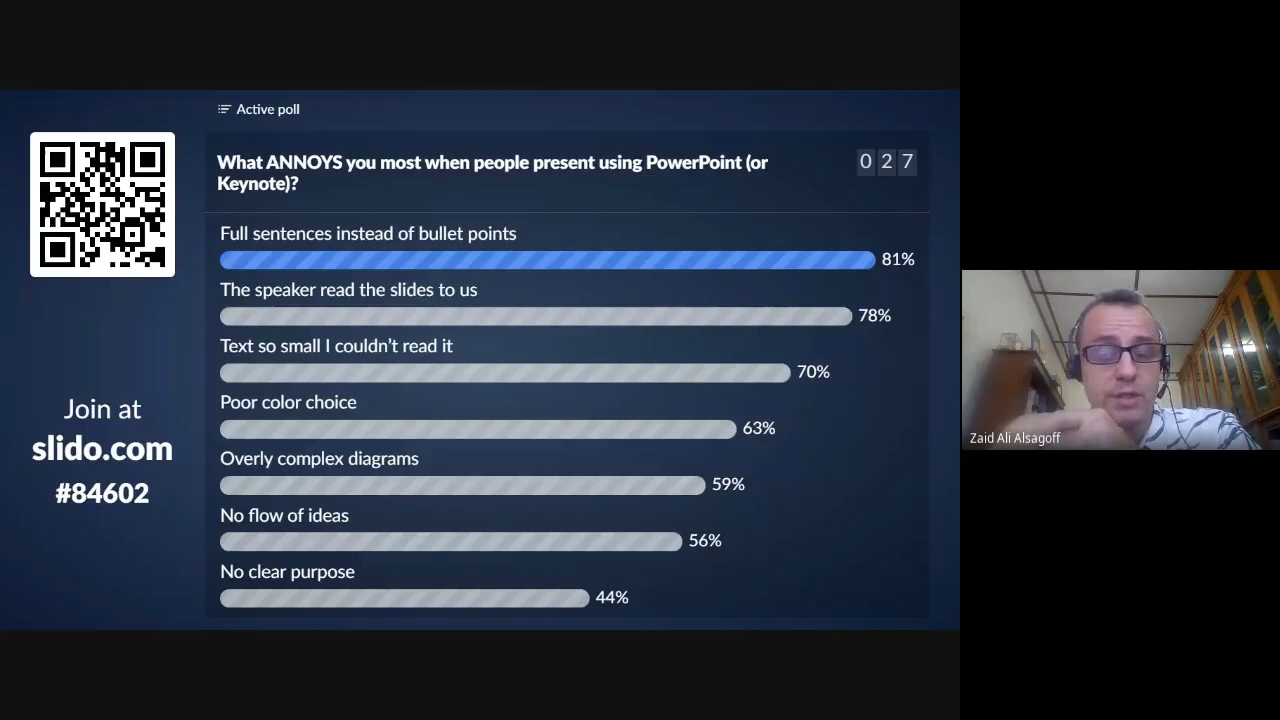 Active poll
What ANNOYS you most when people present using PowerPoint (or
Keynote)?
027
Full sentences instead of bullet points
81%
The speaker read the slides to us
78%
Text so small I couldn't read it
70%
Poor color choice
63%
Overly complex diagrams
59%
No flow of ideas
56%
No clear purpose
44%
Join at
slido.com
#84602
Zaid Ali Alsagoff